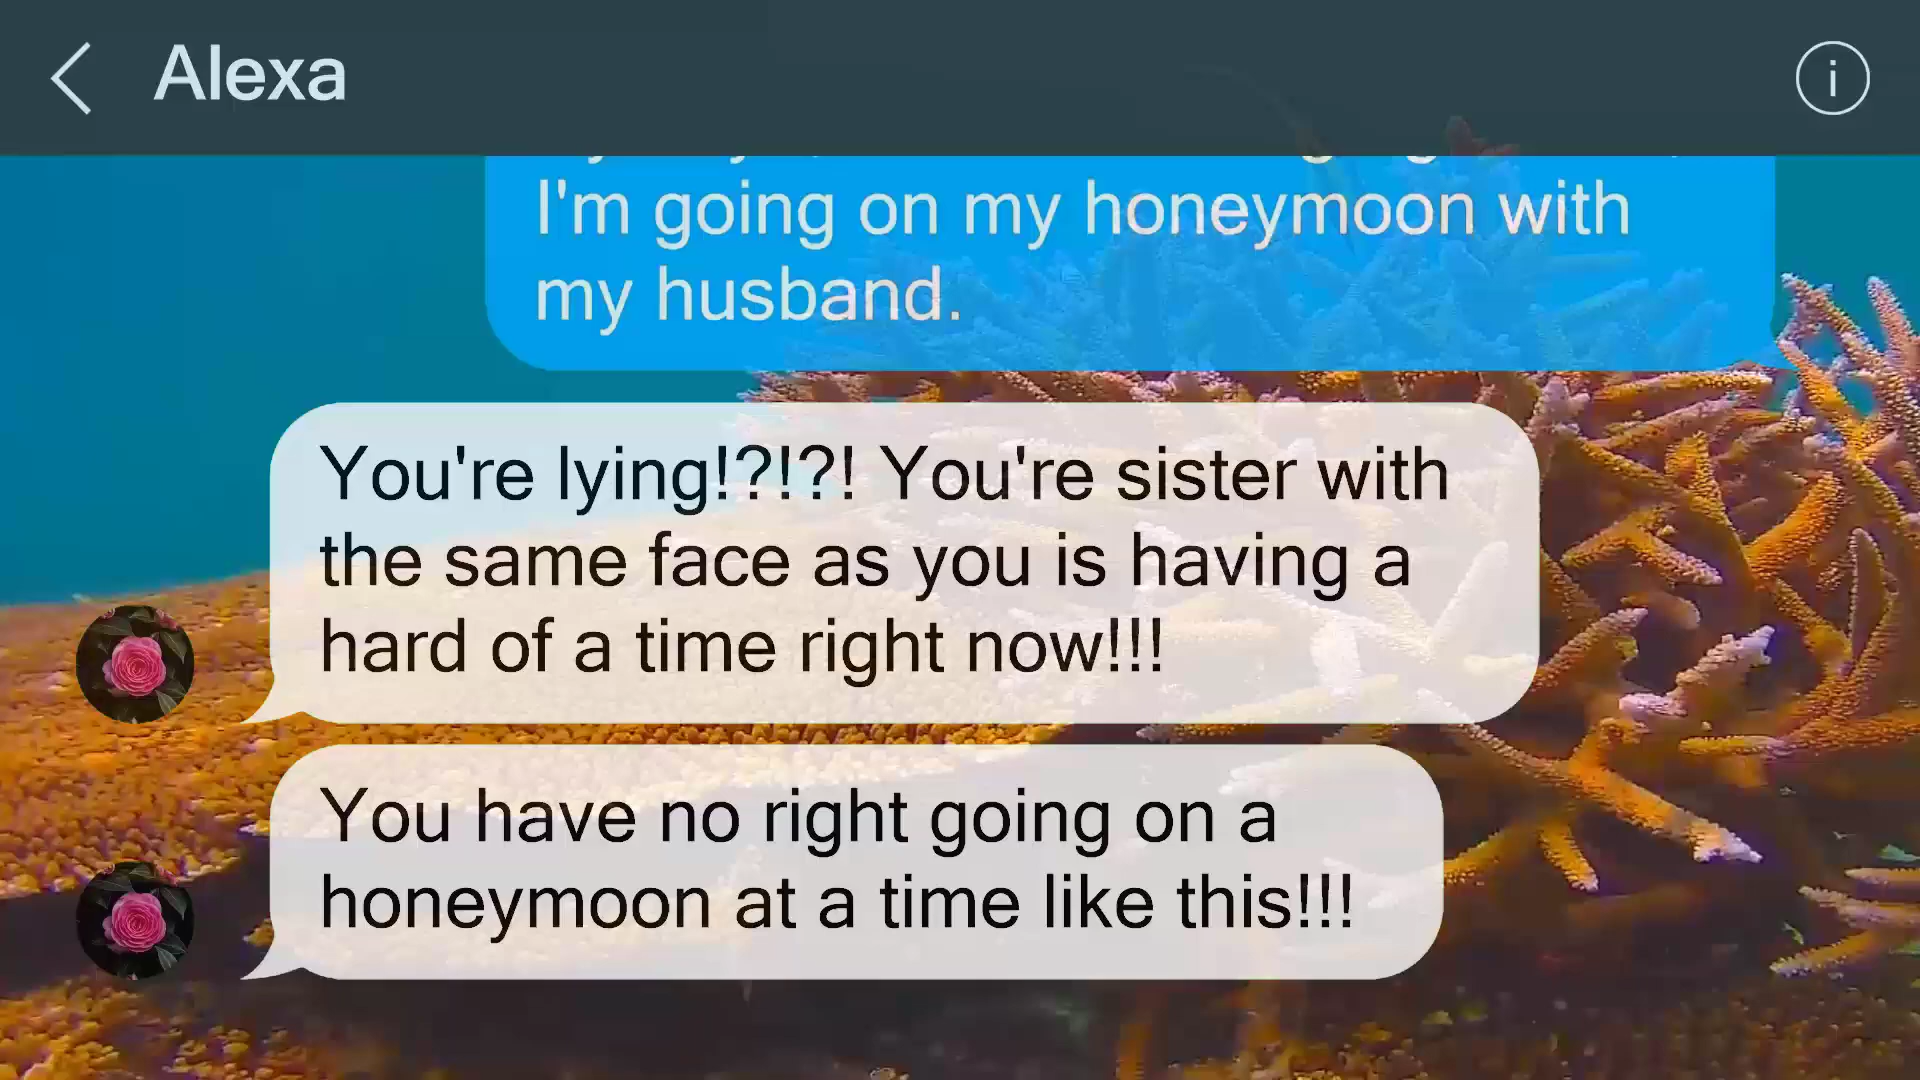 Alexa
I'm going on my honeymoon with
my husband.
You're lying!?!?! You're sister with
the same face as you is having a
hard of a time right now!!!
You have no right going on a
honeymoon at a time like this!!!